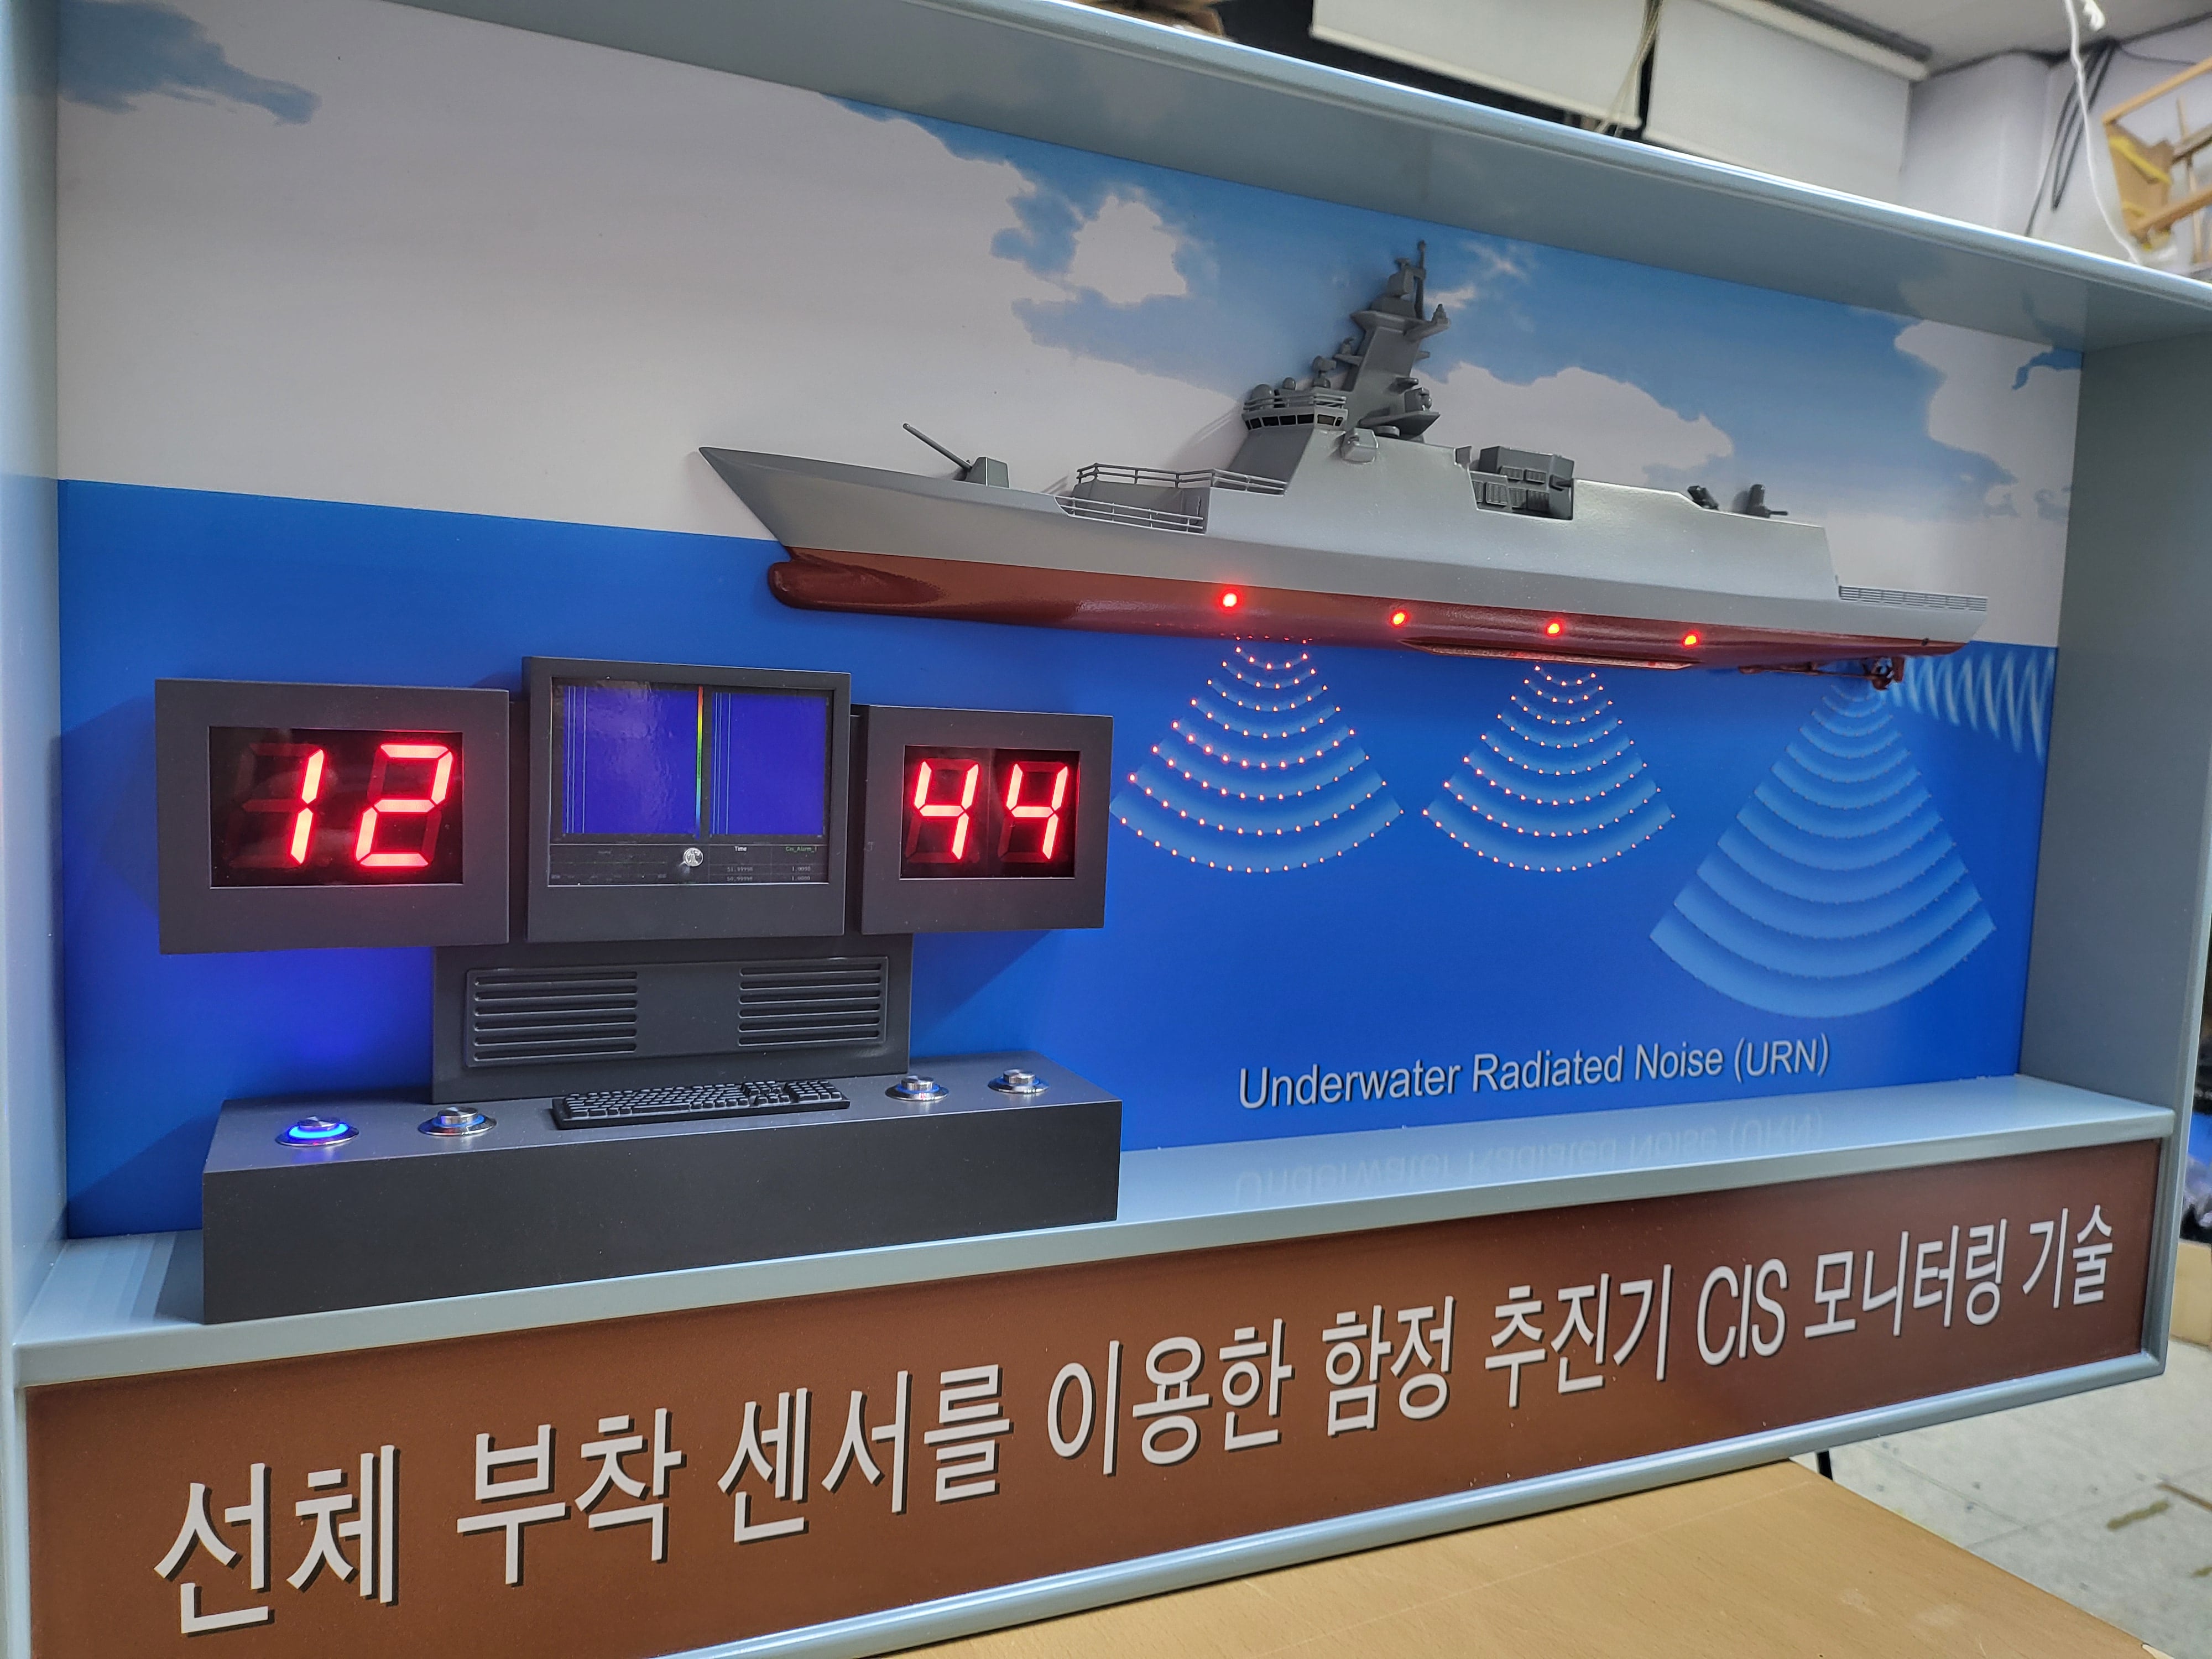 12
44
Time
Underwater Radiated Noise (URN)
선체 부착 센서를 이용한 함정 추진기 CIS 모니터링 기술